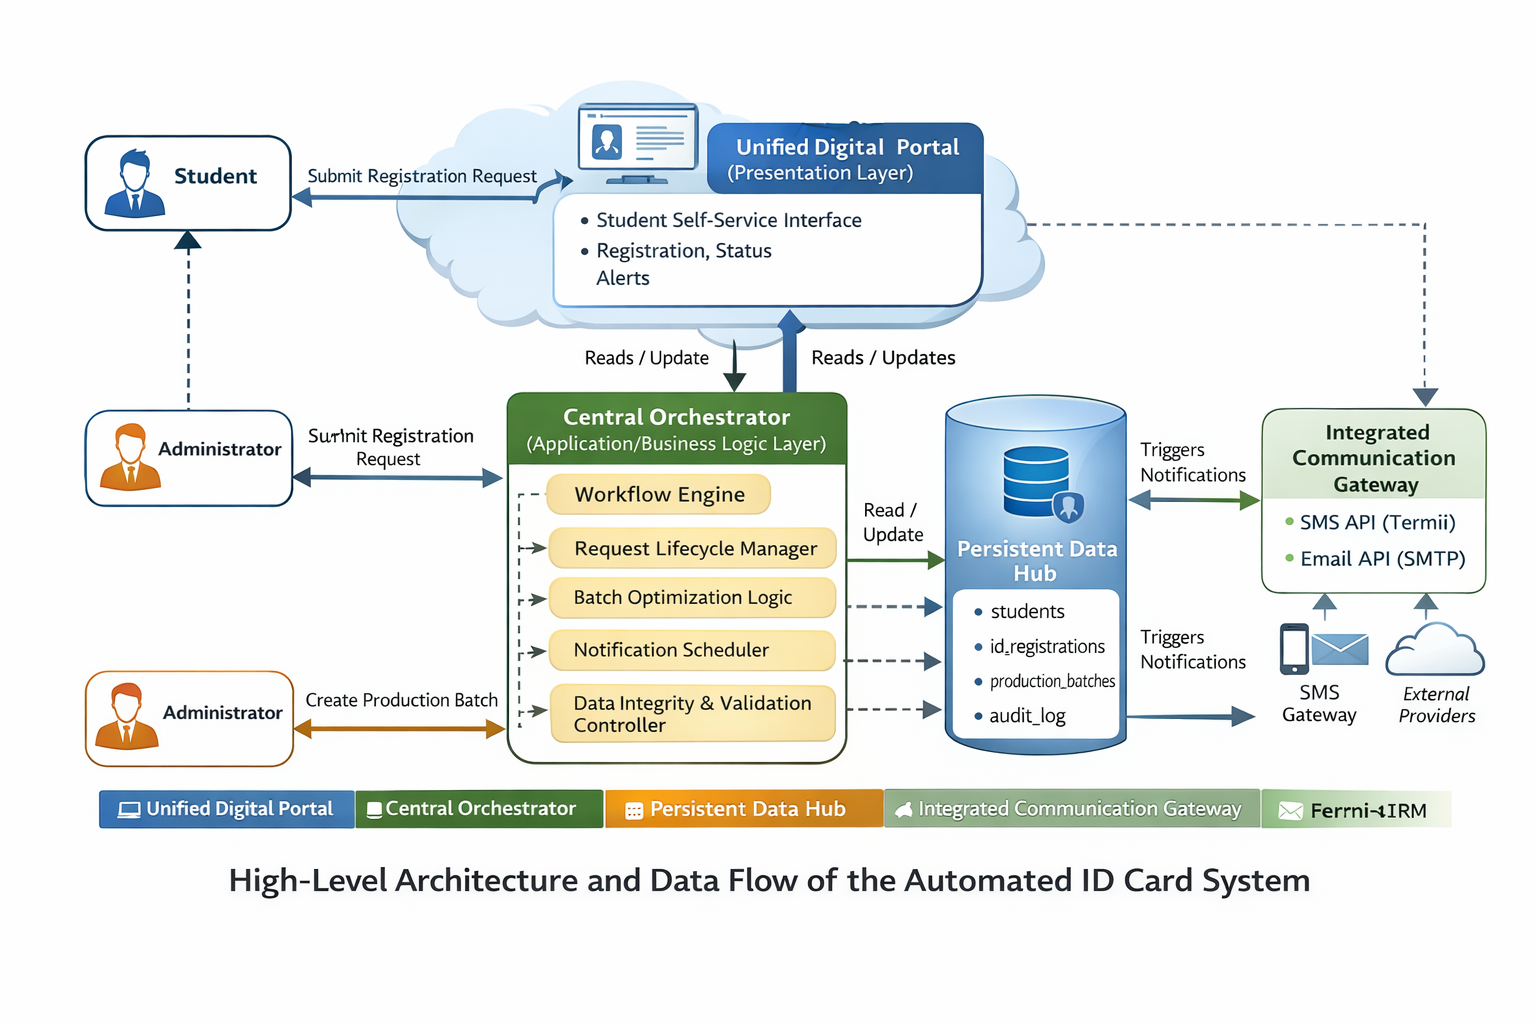 Unified Digital Portal
(Presentation Layer)
Student
Submit Registration Request
• Student Self-Service Interface
• Registration, Status
Alerts
Reads / Update
Reads / Updates
Administrator
Registration
Request
Central Orchestrator
(Application/Business Logic Layer)
Workflow Engine
Request Lifecycle Manager
Batch Optimization Logic
Notification Scheduler
Data Integrity & Validation
Controller
Read /
Update
Persistent Data
Hub
• students
• id_registrations
• production_batches
• audit_log
Triggers
Notifications
Integrated
Communication
Gateway
• SMS API (Termii)
• Email API (SMTP)
Triggers
Notifications
SMS
Gateway
External
Providers
Administrator
Create Production Batch
Unified Digital Portal
Central Orchestrator
Persistent Data Hub
Integrated Communication Gateway
High-Level Architecture and Data Flow of the Automated ID Card System